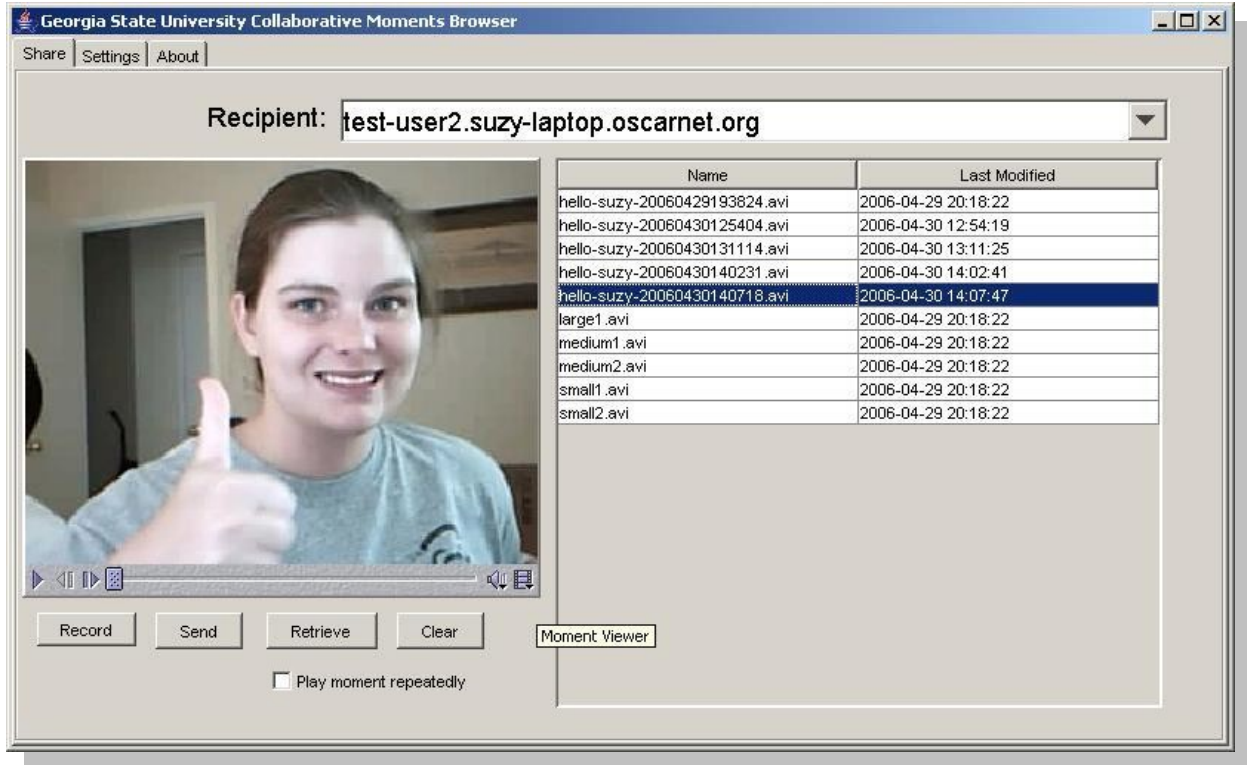 Georgia State University Collaborative Moments Browser
Share Settings About
Recipient: test-user2.suzy-laptop.oscarnet.org
Name Last Modified
hello-suzy-20060429193824.avi 2006-04-29 20:18:22
hello-suzy-20060430125404.avi 2006-04-30 12:54:19
hello-suzy-20060430131114.avi 2006-04-30 13:11:25
hello-suzy-20060430140231.avi 2006-04-30 14:02:41
hello-suzy-20060430140718.avi 2006-04-30 14:07:47
large1.avi 2006-04-29 20:18:22
medium1.avi 2006-04-29 20:18:22
medium2.avi 2006-04-29 20:18:22
small1.avi 2006-04-29 20:18:22
small2.avi 2006-04-29 20:18:22
Record Send Retrieve Clear
Moment Viewer
Play moment repeatedly